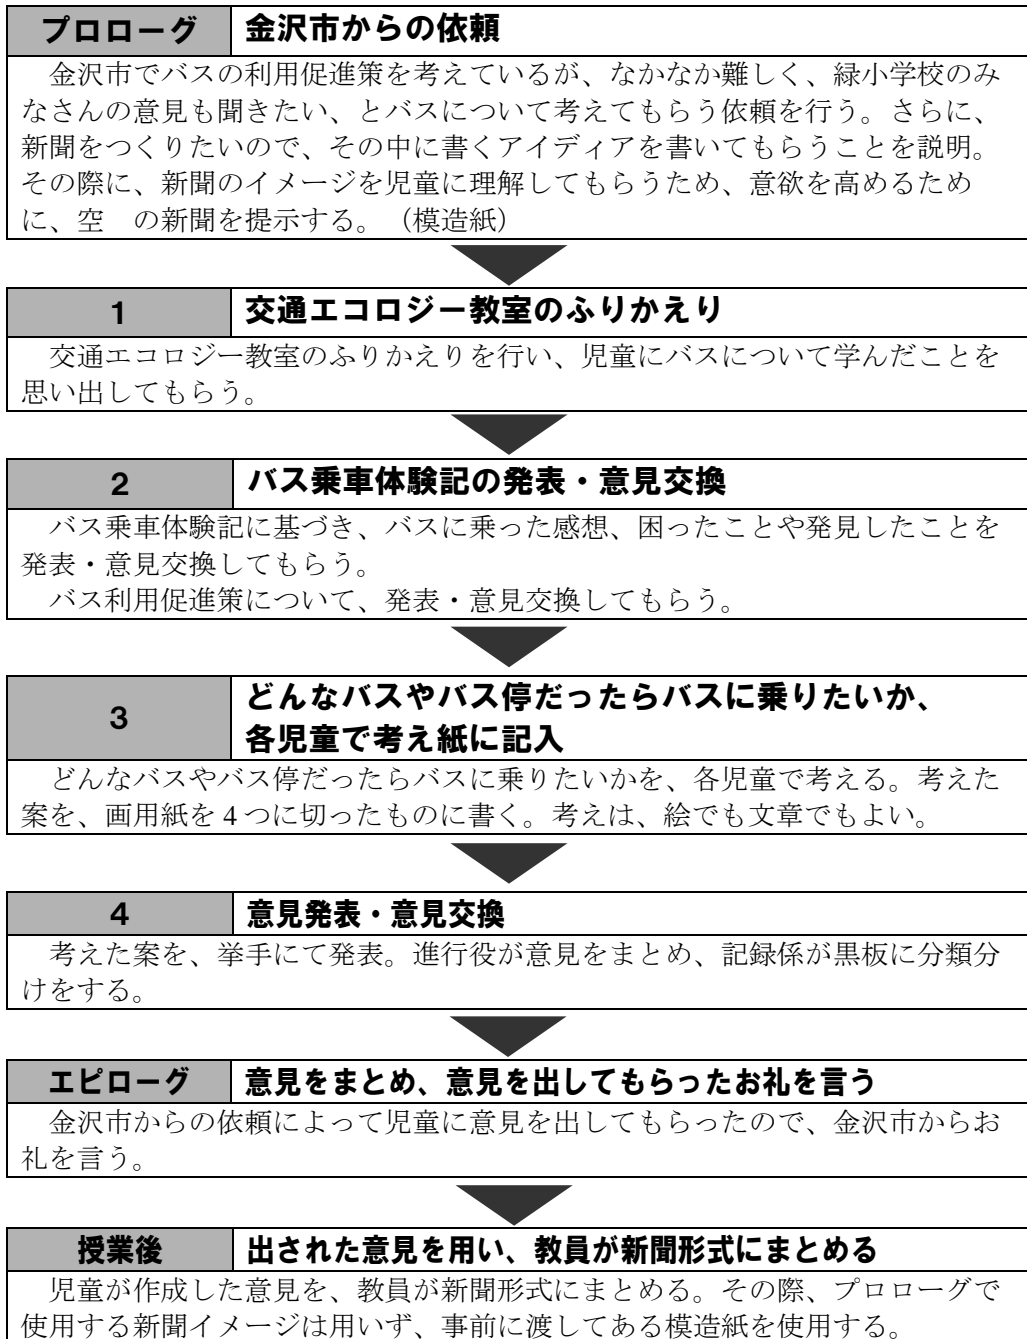 プロローグ 金沢市からの依頼
金沢市でバスの利用促進策を考えているが、なかなか難しく、緑小学校のみ
なさんの意見も聞きたい、とバスについて考えてもらう依頼を行う。さらに、
新聞をつくりたいので、その中に書くアイディアを書いてもらうことを説明。
その際に、新聞のイメージを児童に理解してもらうため、意欲を高めるため
に、空　の新聞を提示する。（模造紙）
1 交通エコロジー教室のふりかえり
交通エコロジー教室のふりかえりを行い、児童にバスについて学んだことを
思い出してもらう。
2 バス乗車体験記の発表・意見交換
バス乗車体験記に基づき、バスに乗った感想、困ったことや発見したことを
発表・意見交換してもらう。
バス利用促進策について、発表・意見交換してもらう。
3 どんなバスやバス停だったらバスに乗りたいか、
各児童で考え紙に記入
どんなバスやバス停だったらバスに乗りたいかを、各児童で考える。考えた
案を、画用紙を４つに切ったものに書く。考えは、絵でも文章でもよい。
4 意見発表・意見交換
考えた案を、挙手にて発表。進行役が意見をまとめ、記録係が黒板に分類分
けをする。
エピローグ 意見をまとめ、意見を出してもらったお礼を言う
金沢市からの依頼によって児童に意見を出してもらったので、金沢市からお
礼を言う。
授業後 出された意見を用い、教員が新聞形式にまとめる
児童が作成した意見を、教員が新聞形式にまとめる。その際、プロローグで
使用する新聞イメージは用いず、事前に渡してある模造紙を使用する。